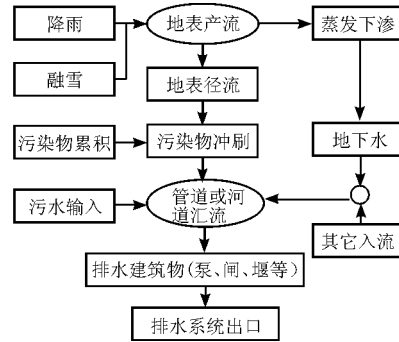 降雨
地表产流
蒸发下渗
融雪
地表径流
污染物累积
污染物冲刷
地下水
污水输入
管道或河
道汇流
其它入流
排水建筑物(泵、闸、堰等)
排水系统出口